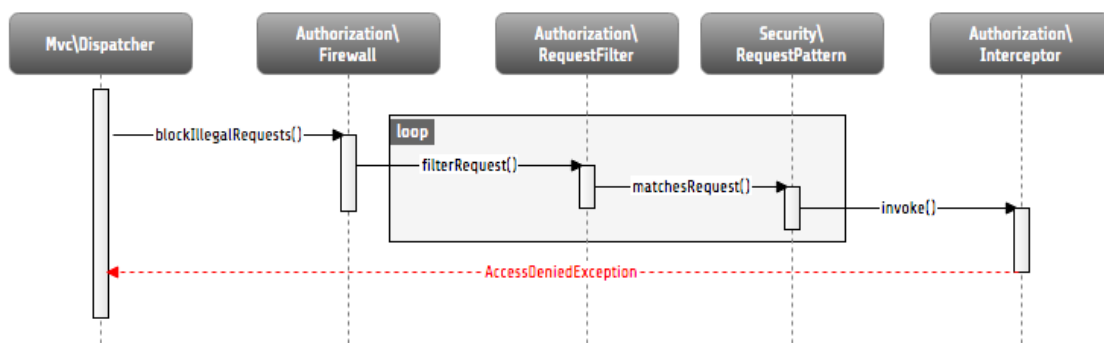 Mvc\Dispatcher
Authorization\
Firewall
Authorization\
RequestFilter
Security\
RequestPattern
Authorization\
Interceptor
loop
blockIllegalRequests()
filterRequest()
matchesRequest()
invoke()
AccessDeniedException